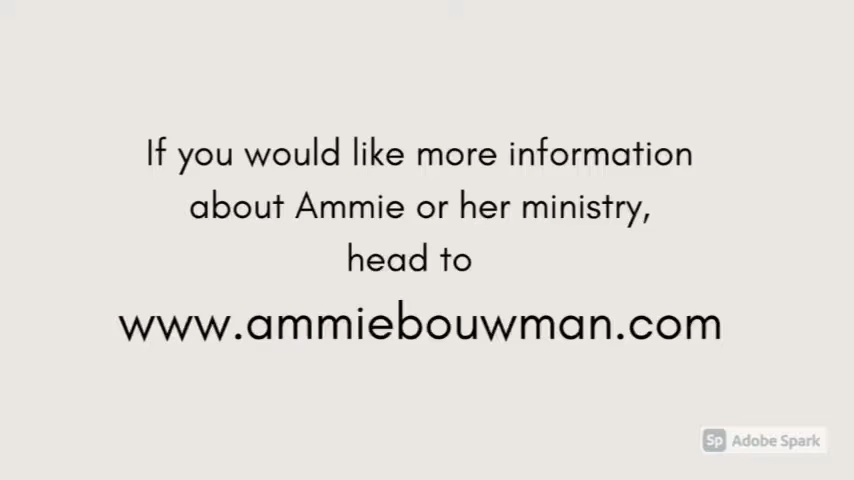 If you would like more information
about Ammie or her ministry,
head to
www.ammiebouwman.com
Sp Adobe Spark